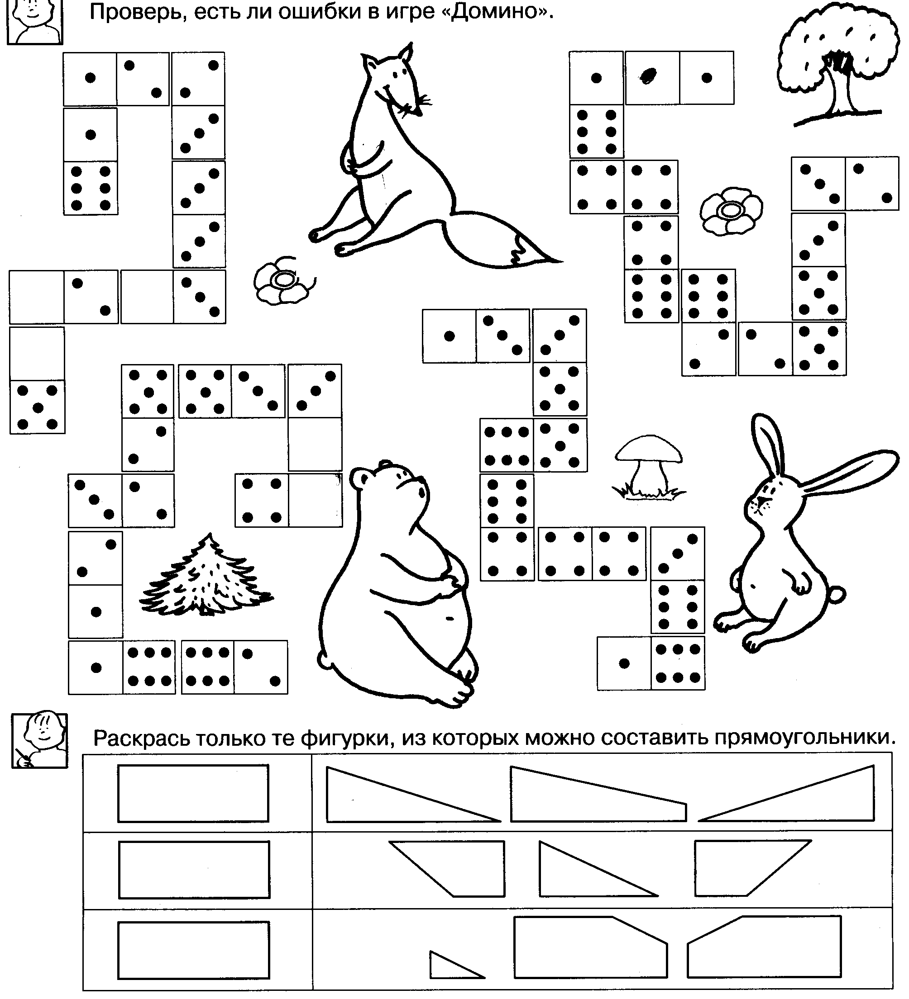 Проверь, есть ли ошибки в игре «Домино».
Раскрась только те фигурки, из которых можно составить прямоугольники.